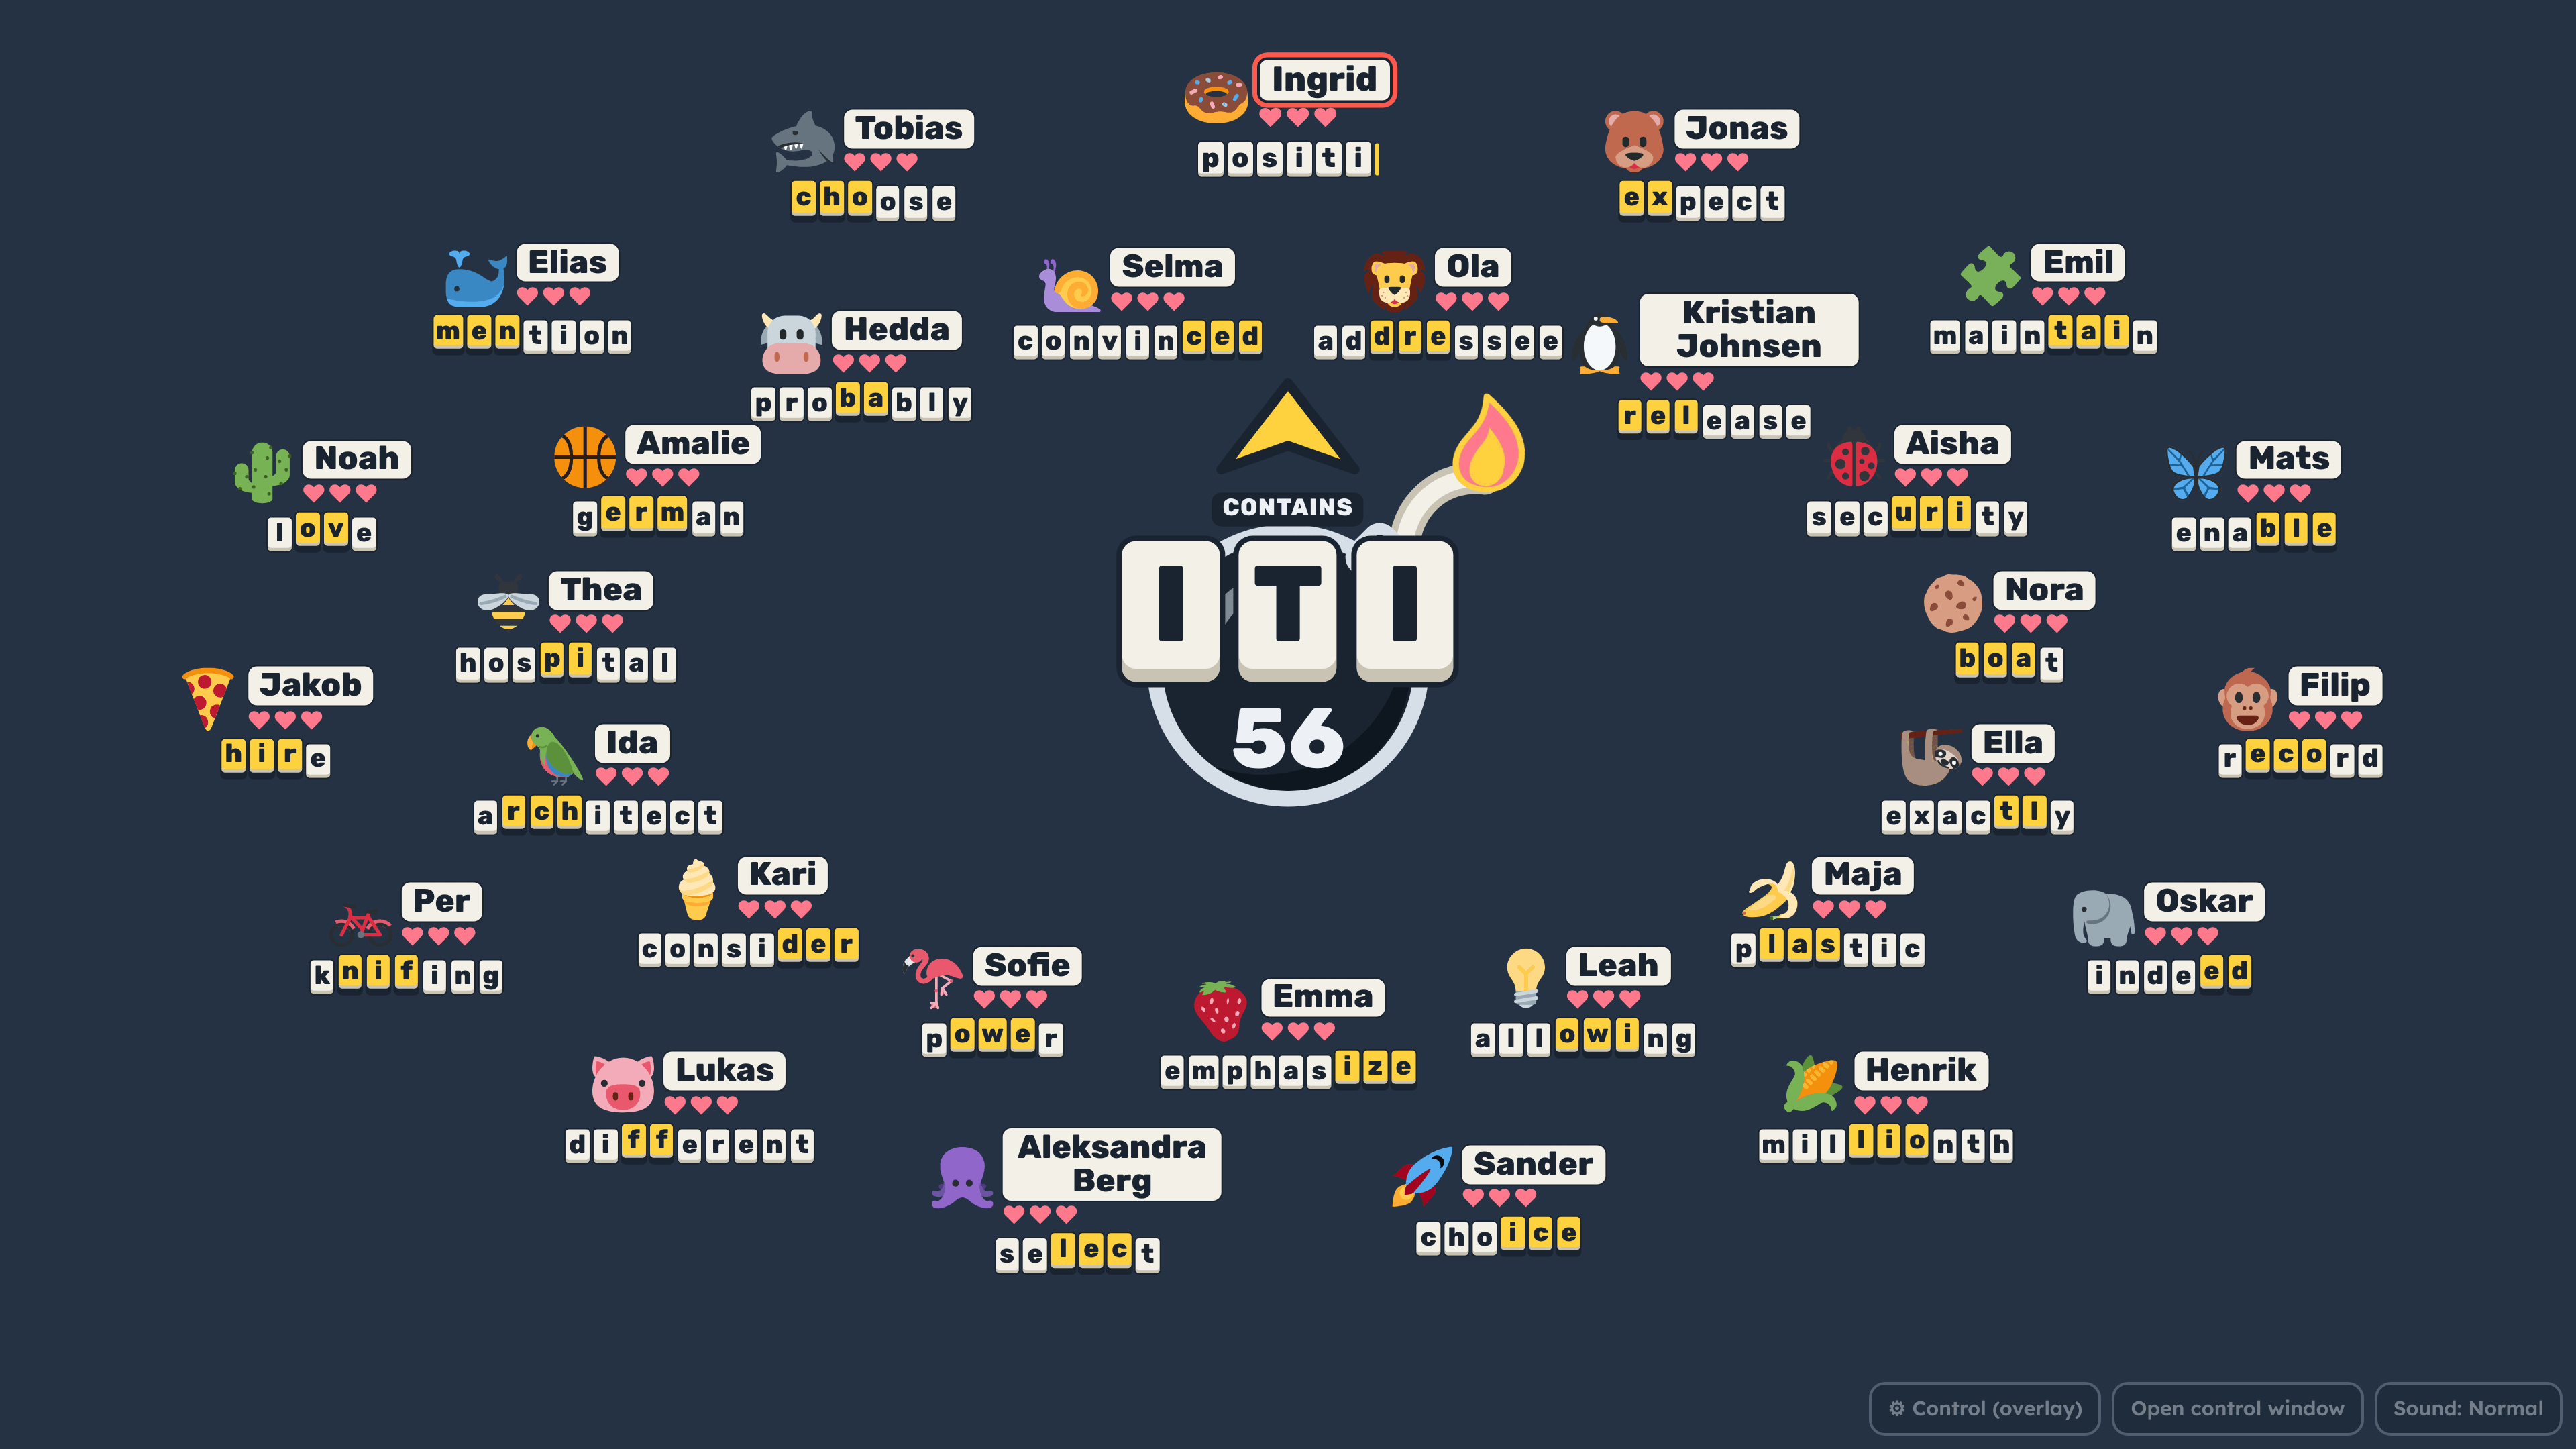 Ingrid
positi
Tobias
choose
Jonas
expect
Elias
mention
Selma
convinced
Ola
addressee
Emil
maintain
Hedda
probably
Kristian
Johnsen
release
Noah
love
Amalie
german
Aisha
security
Mats
enable
CONTAINS
ITI
56
Thea
hospital
Nora
boat
Jakob
hire
Filip
record
Ida
architect
Ella
exactly
Per
knifing
Kari
consider
Maja
plastic
Oskar
indeed
Sofie
power
Emma
emphasize
Leah
allowing
Lukas
different
Henrik
millionth
Aleksandra
Berg
select
Sander
choice
⚙ Control (overlay)
Open control window
Sound: Normal